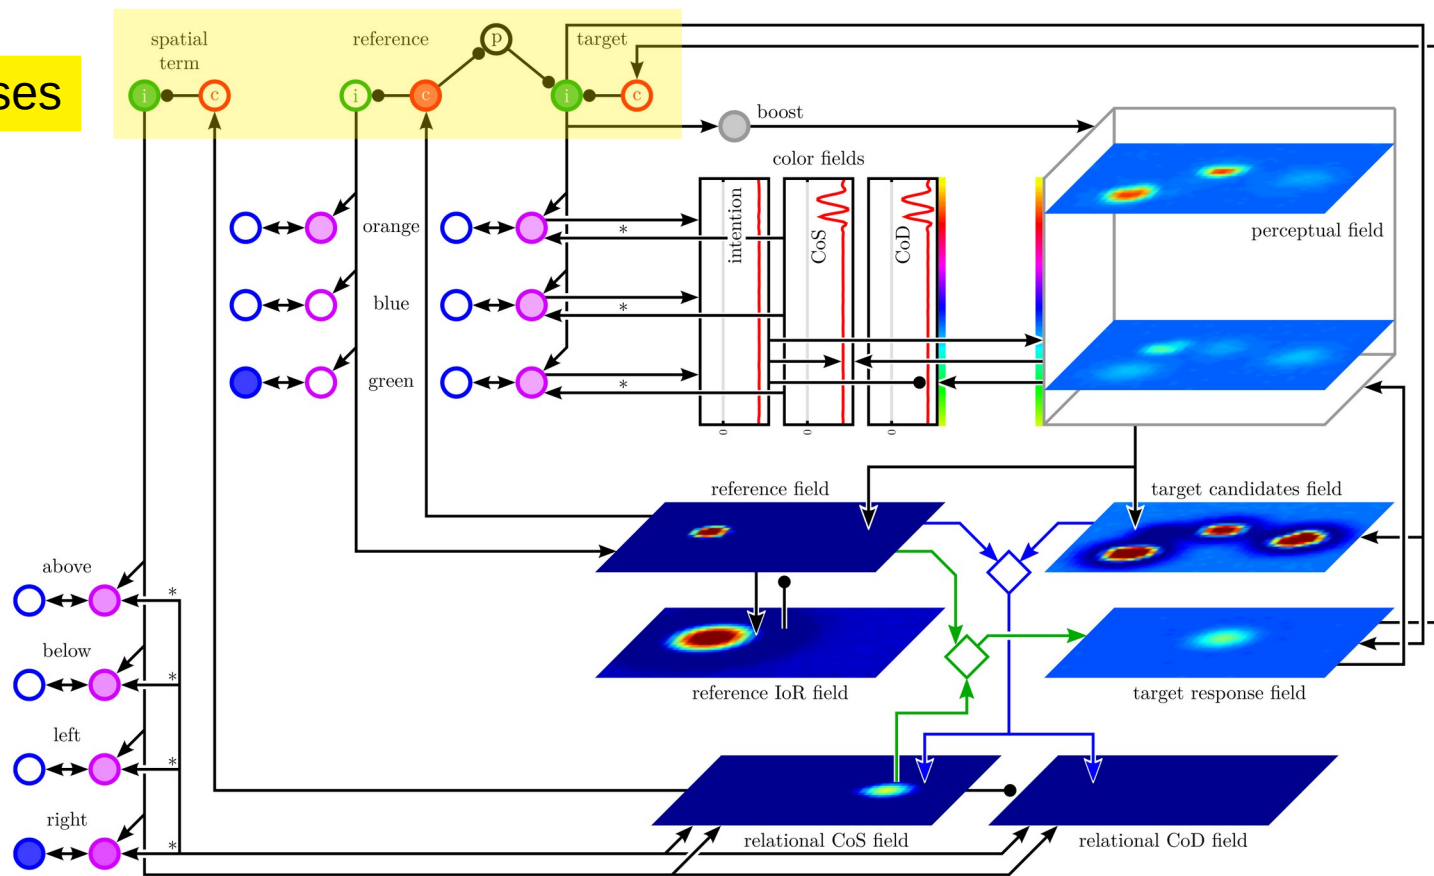 ses
spatial
term
reference
target
p
i
c
i
c
i
c
boost
color fields
intention
CoS
CoD
0
0
0
perceptual field
orange
*
blue
*
green
*
reference field
target candidates field
reference IoR field
target response field
above
*
below
*
left
*
right
*
relational CoS field
relational CoD field